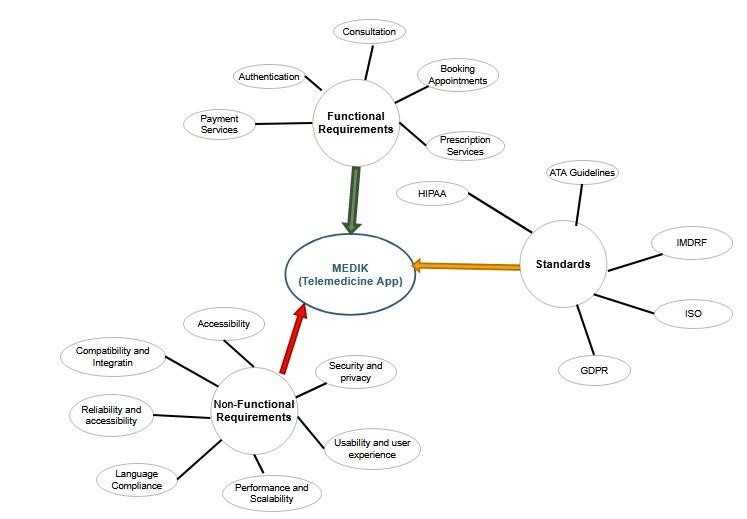 Consultation
Booking
Appointments
Authentication
Functional
Requirements
Payment
Services
Prescription
Services
ATA Guidelines
HIPAA
IMDRF
Standards
MEDIK
(Telemedicine App)
ISO
Accessibility
GDPR
Compatibility and
Integratin
Security and
privacy
Non-Functional
Requirements
Reliability and
accessibility
Usability and user
experience
Language
Compliance
Performance and
Scalability